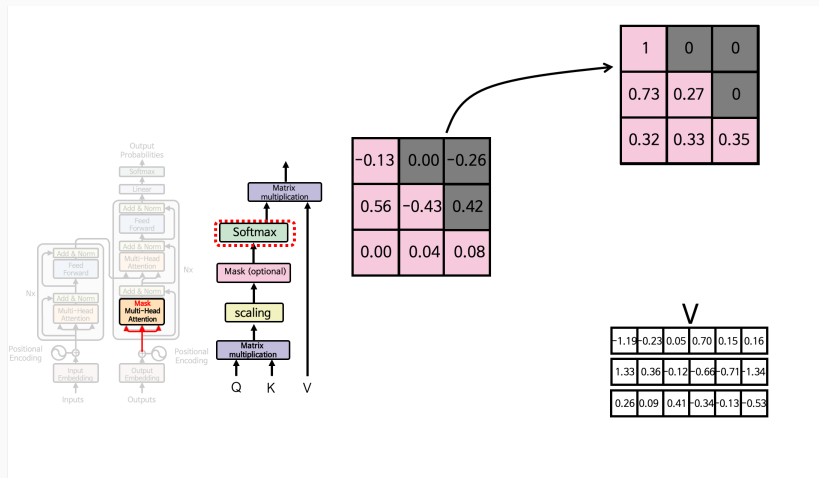 Output
Probabilities
Softmax
Linear
Add & Norm
Feed
Forward
Add & Norm
Multi-Head
Attention
Nx
Add & Norm
Mask
Multi-Head
Attention
Add & Norm
Feed
Forward
Nx
Add & Norm
Multi-Head
Attention
Positional
Encoding
Positional
Encoding
Input
Embedding
Output
Embedding
Inputs
Outputs
Matrix
multiplication
Softmax
Mask (optional)
scaling
Matrix
multiplication
Q K V
−0.13 0.00 −0.26
0.56 −0.43 0.42
0.00 0.04 0.08
1 0 0
0.73 0.27 0
0.32 0.33 0.35
V
−1.19 −0.23 0.05 0.70 0.15 0.16
1.33 0.36 −0.12 −0.66 −0.71 −1.34
0.26 0.09 0.41 −0.34 −0.13 −0.53